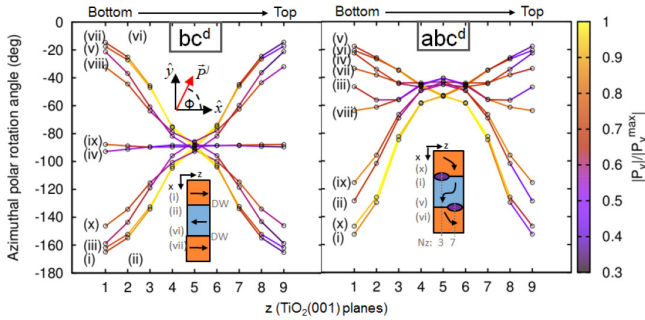 Bottom Top
Bottom Top
bc^d
abc^d
Azimuthal polar rotation angle (deg)
0
-20
-40
-60
-80
-100
-120
-140
-160
-180
(vii) (vi)
(v)
(viii)
(ix)
(iv)
(x)
(iii)
(i) (ii)
ŷ P⃗^i
Φ x̂
z
x
(i)
DW
(ii)
(vi)
DW
(vii)
1 2 3 4 5 6 7 8 9
(v)
(vi)
(iv)
(vii)
(iii)
(viii)
(ix)
(ii)
(x)
(i)
z
x
(x)
(i)
(v)
(vi)
Nz: 3 7
1 2 3 4 5 6 7 8 9
z (TiO₂(001) planes)
1
0.9
0.8
0.7
0.6
0.5
0.4
0.3
|P_v|/|P_v^max|